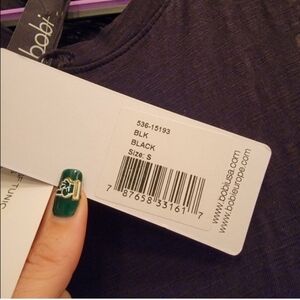 bobi
536-15193
BLK
BLACK
Size: S
7 87658 33161 7
www.bobiusa.com
www.bobieurope.com